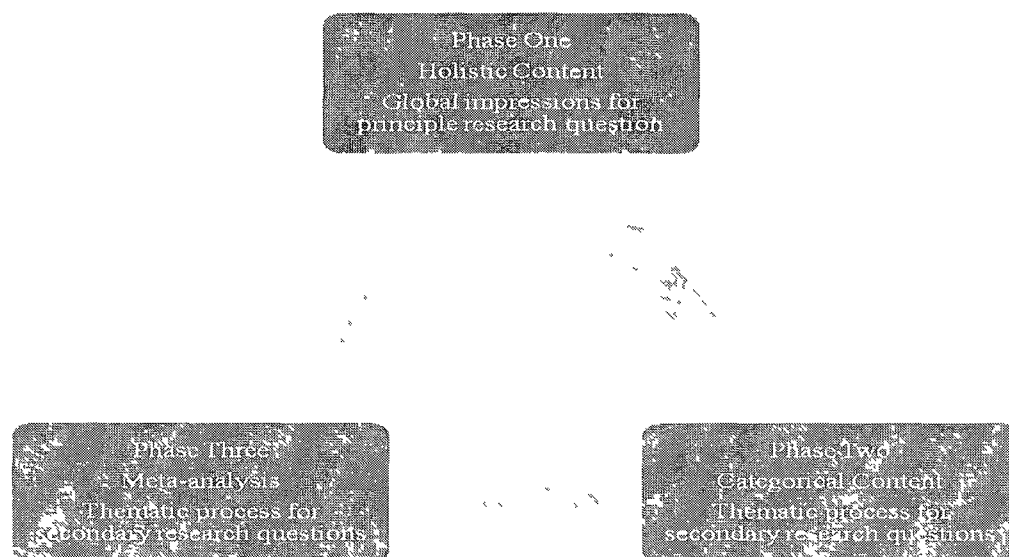 Phase One
Holistic Content
Global impressions for
principle research question
Phase Three
Meta-analysis
Thematic process for
secondary research questions
Phase Two
Categorical Content
Thematic process for
secondary research questions